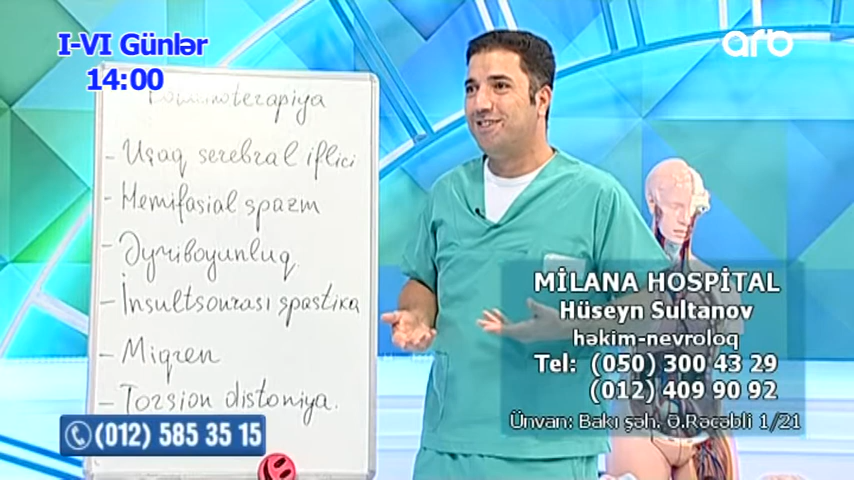 I-VI Günlər
14:00
arb
- Uşaq serebral iflici
- Hemifasial spazm
- Əyriboyunluq
- İnsultsonrası spastika
- Miqren
- Torsion distoniya.
MİLANA HOSPİTAL
Hüseyn Sultanov
həkim-nevroloq
Tel: (050) 300 43 29
(012) 409 90 92
Ünvan: Bakı şəh. Ə.Rəcəbli 1/21
(012) 585 35 15